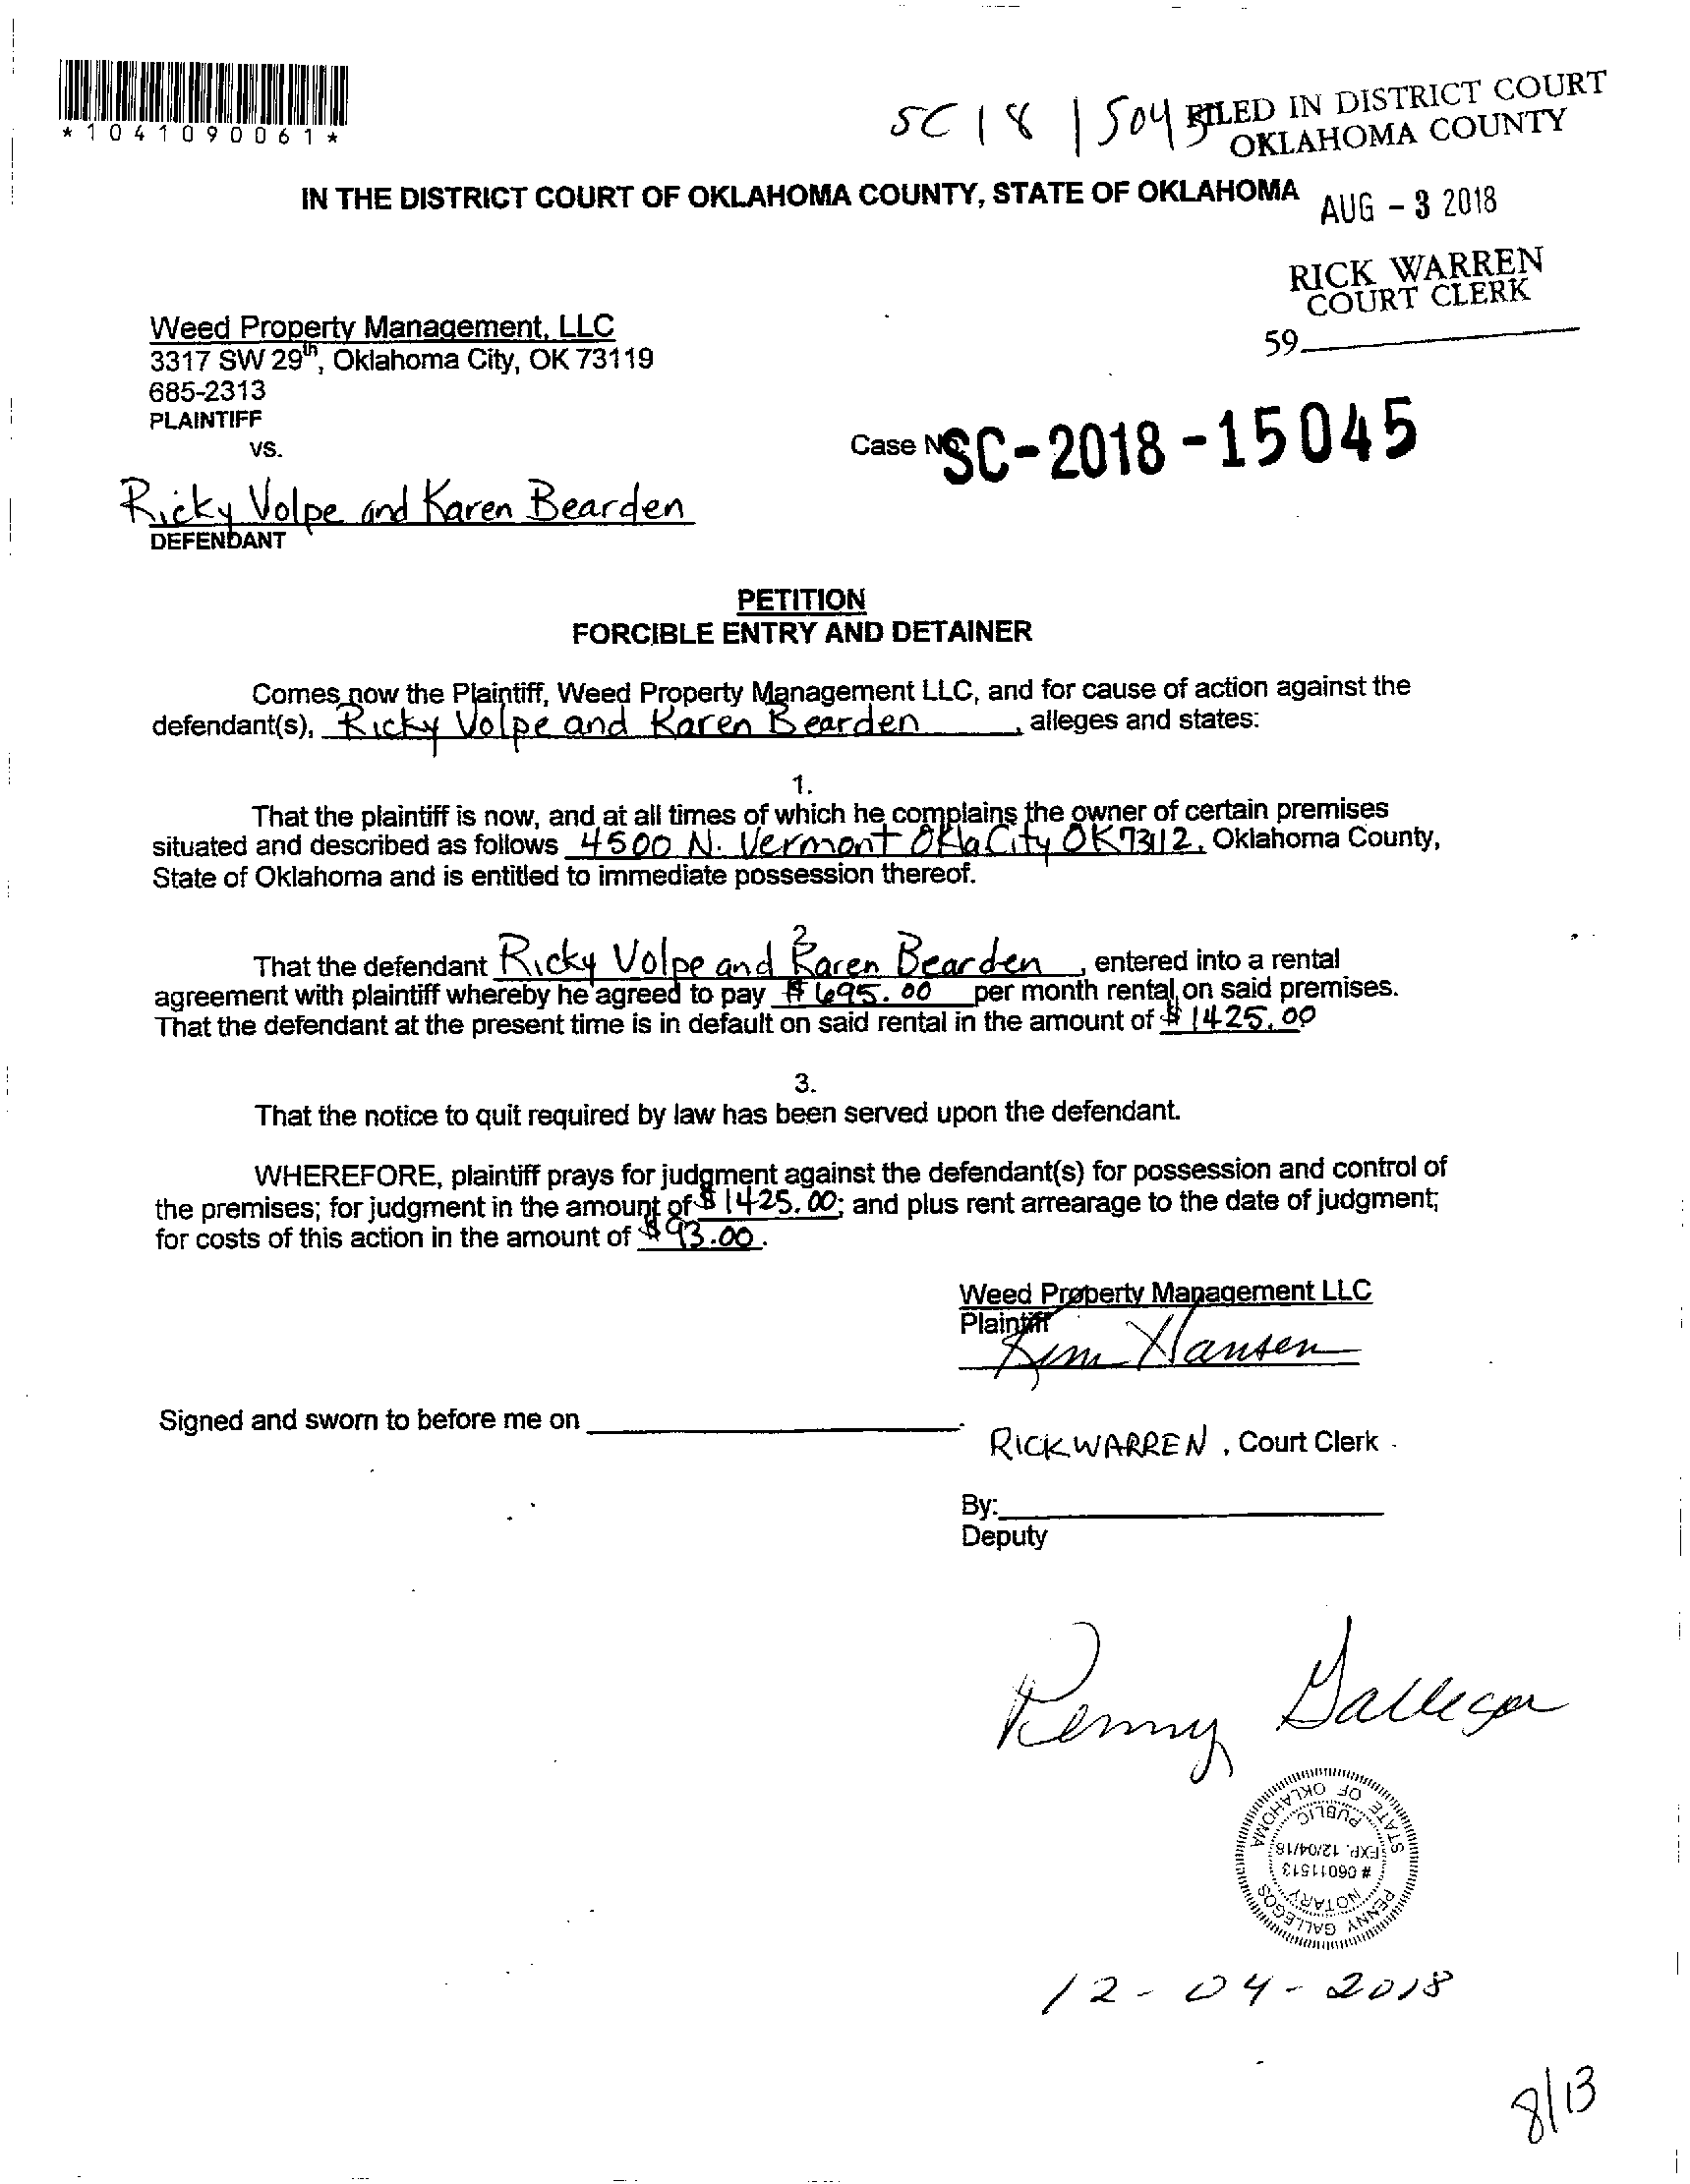 *1041090061*
SC 18 15045
FILED IN DISTRICT COURT
OKLAHOMA COUNTY
IN THE DISTRICT COURT OF OKLAHOMA COUNTY, STATE OF OKLAHOMA
AUG - 3 2018
RICK WARREN
COURT CLERK
59
Weed Property Management, LLC
3317 SW 29th, Oklahoma City, OK 73119
685-2313
PLAINTIFF
vs.
Case No. SC-2018-15045
Ricky Volpe and Karen Bearden
DEFENDANT
PETITION
FORCIBLE ENTRY AND DETAINER
Comes now the Plaintiff, Weed Property Management LLC, and for cause of action against the
defendant(s), Ricky Volpe and Karen Bearden, alleges and states:
1.
That the plaintiff is now, and at all times of which he complains the owner of certain premises
situated and described as follows 4500 N. Vermont Okla City OK 73112, Oklahoma County,
State of Oklahoma and is entitled to immediate possession thereof.
2
That the defendant Ricky Volpe and Karen Bearden, entered into a rental
agreement with plaintiff whereby he agreed to pay $695.00 per month rental on said premises.
That the defendant at the present time is in default on said rental in the amount of $1425.00
3.
That the notice to quit required by law has been served upon the defendant.
WHEREFORE, plaintiff prays for judgment against the defendant(s) for possession and control of
the premises; for judgment in the amount of $1425.00; and plus rent arrearage to the date of judgment;
for costs of this action in the amount of $93.00.
Weed Property Management LLC
Plaintiff
Kim Hansen
Signed and sworn to before me on
RICK WARREN, Court Clerk
By:
Deputy
Penny Gallegos
PENNY GALLEGOS
NOTARY
# 06011513
EXP. 12/04/18
PUBLIC
STATE OF OKLAHOMA
12-04-2018
8/13